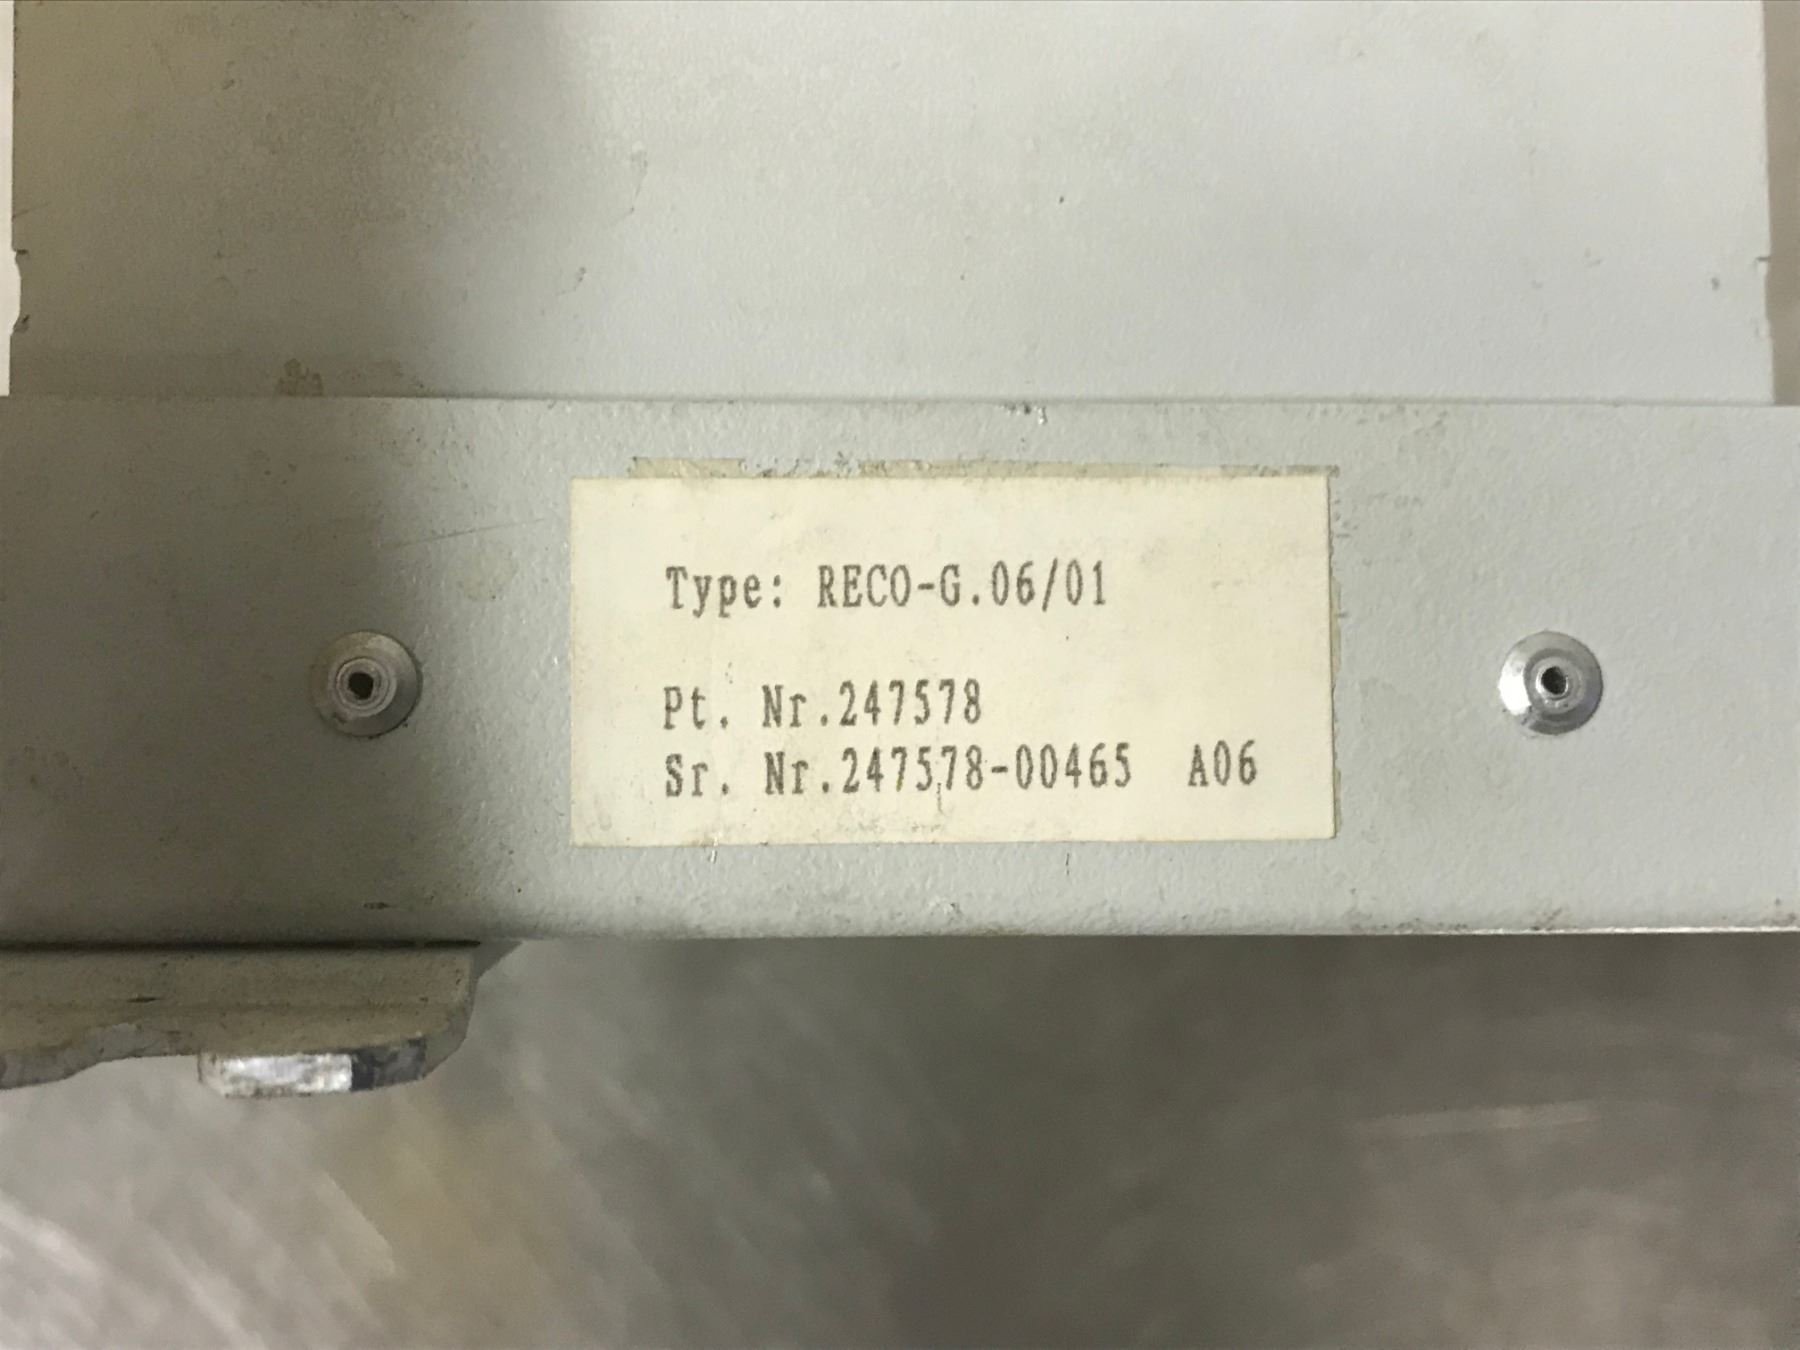 Type: RECO-G.06/01
Pt. Nr.247578
Sr. Nr.247578-00465 A06